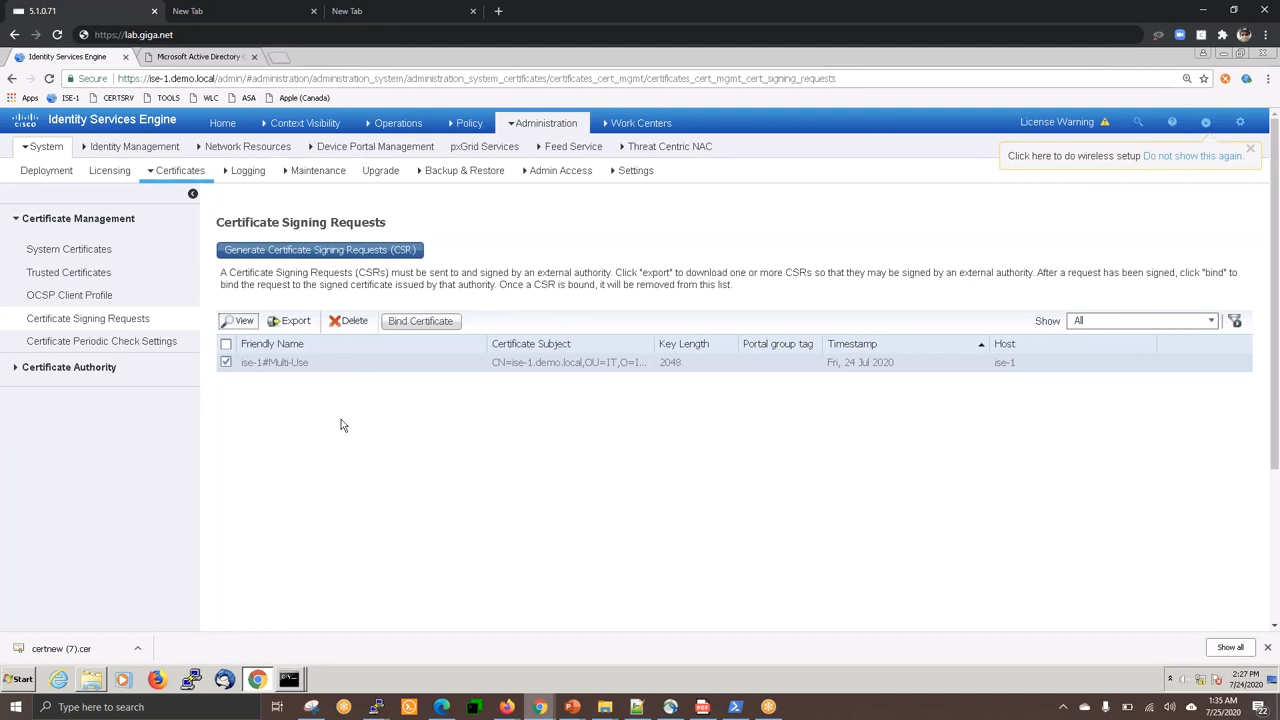 5.1.0.71
New Tab
New Tab
https://lab.giga.net
Identity Services Engine
Microsoft Active Directory C
Secure
https://ise-1.demo.local/admin/#administration/administration_system/administration_system_certificates/certificates_cert_mgmt/certificates_cert_mgmt_cert_signing_requests
Apps ISE-1 CERTSRV TOOLS WLC ASA Apple (Canada)
CISCO Identity Services Engine Home Context Visibility Operations Policy Administration Work Centers License Warning
System Identity Management Network Resources Device Portal Management pxGrid Services Feed Service Threat Centric NAC
Click here to do wireless setup Do not show this again.
Deployment Licensing Certificates Logging Maintenance Upgrade Backup & Restore Admin Access Settings
Certificate Management
System Certificates
Trusted Certificates
OCSP Client Profile
Certificate Signing Requests
Certificate Periodic Check Settings
Certificate Authority
Certificate Signing Requests
Generate Certificate Signing Requests (CSR)
A Certificate Signing Requests (CSRs) must be sent to and signed by an external authority. Click "export" to download one or more CSRs so that they may be signed by an external authority. After a request has been signed, click "bind" to
bind the request to the signed certificate issued by that authority. Once a CSR is bound, it will be removed from this list.
View Export Delete Bind Certificate Show All
Friendly Name Certificate Subject Key Length Portal group tag Timestamp Host
ise-1#Multi-Use CN=ise-1.demo.local,OU=IT,O=I... 2048 Fri, 24 Jul 2020 ise-1
certnew (7).cer
Show all
Start
2:27 PM
7/24/2020
Type here to search
1:35 AM
7/25/2020
22